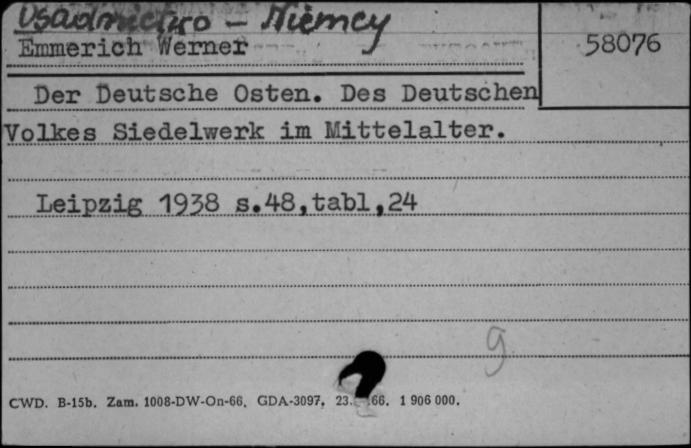 Osadnictwo – Niemcy
Emmerich Werner
58076
Der Deutsche Osten. Des Deutschen
Volkes Siedelwerk im Mittelalter.
Leipzig 1938 s.48,tabl,24
9
CWD. B-15b. Zam. 1008-DW-On-66. GDA-3097. 23. 66. 1 906 000.